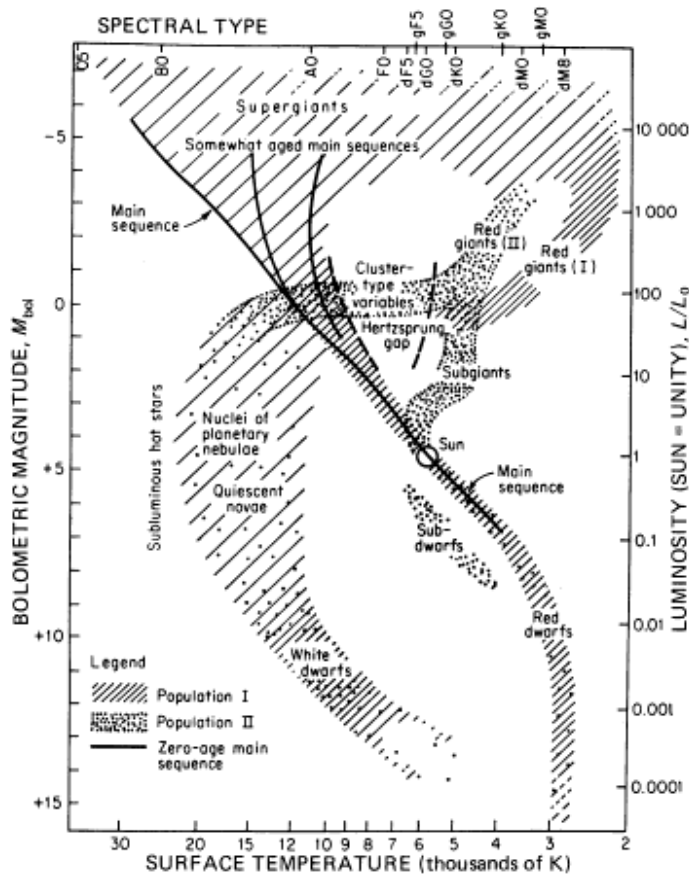 SPECTRAL TYPE
O5
B0
A0
F0
dF5
gF5
dG0
gG0
dK0
gK0
dM0
gM0
dM8
Supergiants
Somewhat aged main sequences
Main
sequence
Red
giants (II)
Red
giants (I)
Cluster-
type
variables
Hertzsprung
gap
Subgiants
Sun
Main
sequence
Nuclei of
planetary
nebulae
Quiescent
novae
Subluminous hot stars
Sub-
dwarfs
Red
dwarfs
White
dwarfs
Legend
Population I
Population II
Zero-age main
sequence
BOLOMETRIC MAGNITUDE, Mbol
-5
0
+5
+10
+15
LUMINOSITY (SUN = UNITY), L/L0
10 000
1 000
100
10
1
0.1
0.01
0.001
0.0001
30 20 15 12 10 9 8 7 6 5 4 3 2
SURFACE TEMPERATURE (thousands of K)